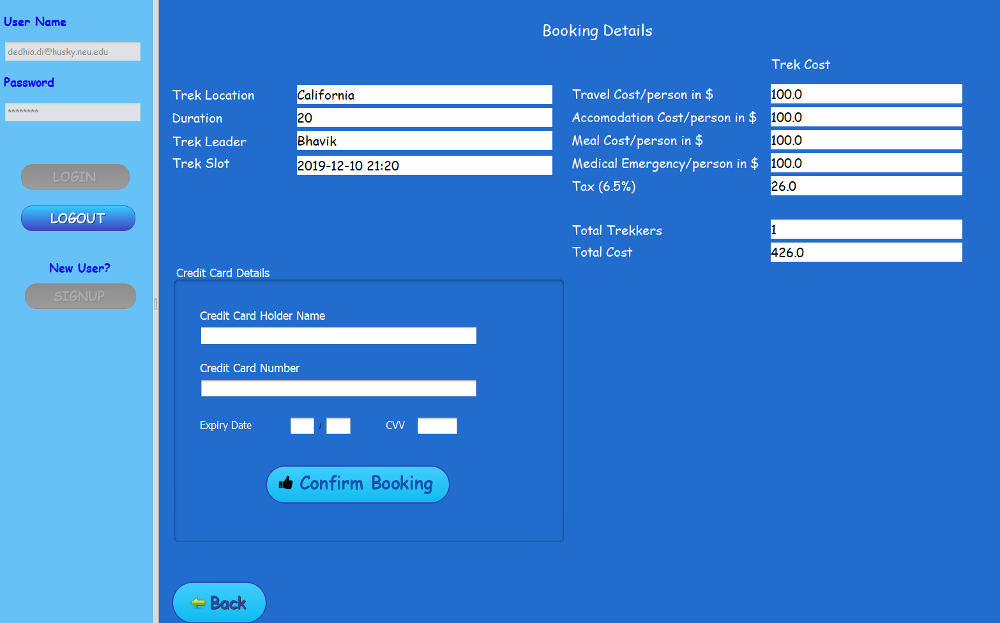 User Name
dedhia.di@husky.neu.edu
Password
********
LOGIN
LOGOUT
New User?
SIGNUP
Booking Details
Trek Location California
Duration 20
Trek Leader Bhavik
Trek Slot 2019-12-10 21:20
Trek Cost
Travel Cost/person in $ 100.0
Accomodation Cost/person in $ 100.0
Meal Cost/person in $ 100.0
Medical Emergency/person in $ 100.0
Tax (6.5%) 26.0
Total Trekkers 1
Total Cost 426.0
Credit Card Details
Credit Card Holder Name
Credit Card Number
Expiry Date / CVV
Confirm Booking
Back